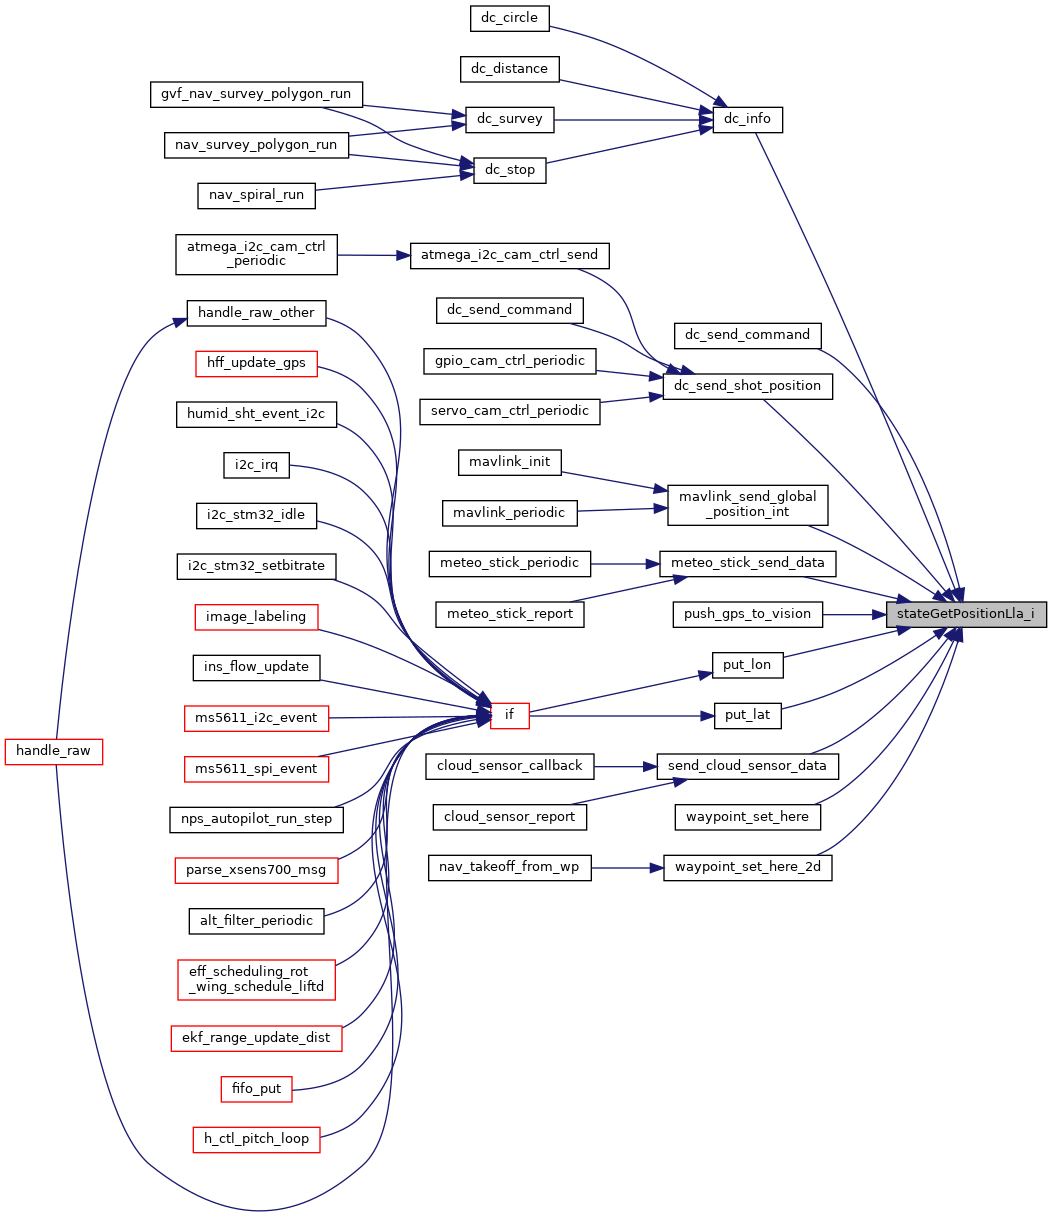 dc_circle
dc_distance
gvf_nav_survey_polygon_run
dc_survey
dc_info
nav_survey_polygon_run
dc_stop
nav_spiral_run
atmega_i2c_cam_ctrl
_periodic
atmega_i2c_cam_ctrl_send
handle_raw_other
dc_send_command
dc_send_command
hff_update_gps
gpio_cam_ctrl_periodic
dc_send_shot_position
humid_sht_event_i2c
servo_cam_ctrl_periodic
i2c_irq
mavlink_init
mavlink_send_global
_position_int
i2c_stm32_idle
mavlink_periodic
i2c_stm32_setbitrate
meteo_stick_periodic
meteo_stick_send_data
image_labeling
meteo_stick_report
push_gps_to_vision
stateGetPositionLla_i
ins_flow_update
put_lon
ms5611_i2c_event
if
put_lat
handle_raw
ms5611_spi_event
cloud_sensor_callback
send_cloud_sensor_data
nps_autopilot_run_step
cloud_sensor_report
waypoint_set_here
parse_xsens700_msg
nav_takeoff_from_wp
waypoint_set_here_2d
alt_filter_periodic
eff_scheduling_rot
_wing_schedule_liftd
ekf_range_update_dist
fifo_put
h_ctl_pitch_loop